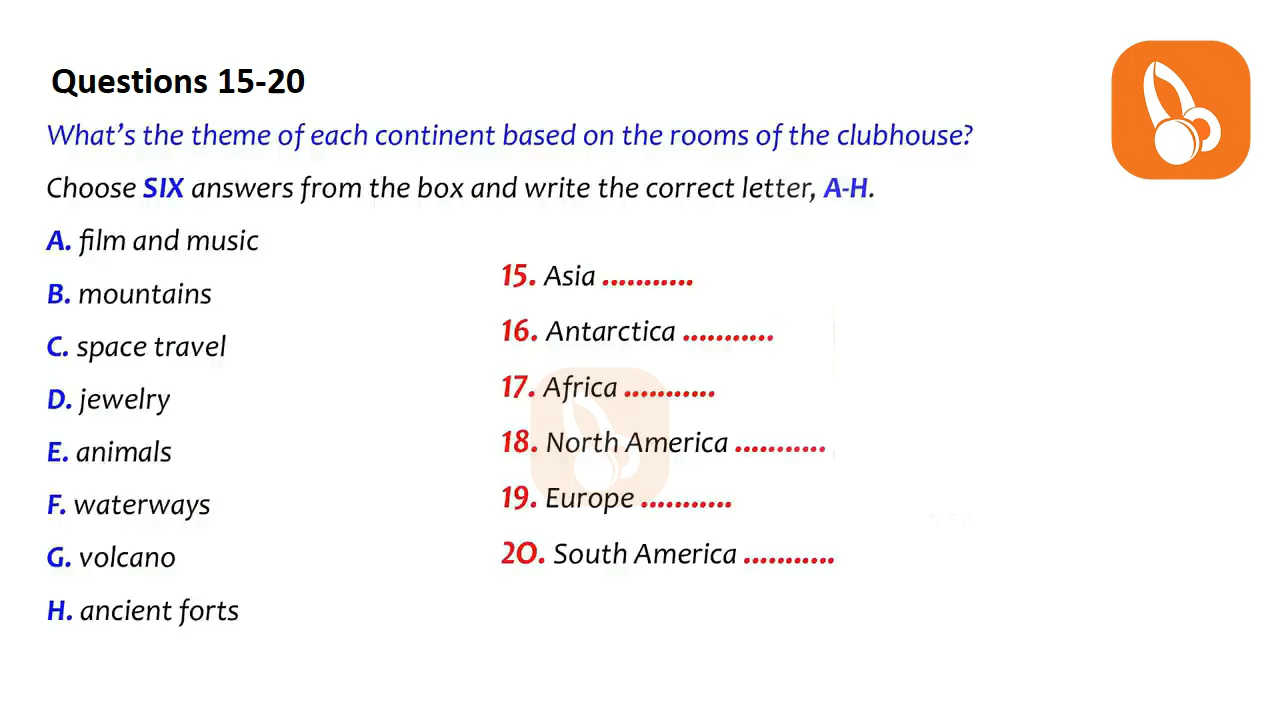 Questions 15-20
What's the theme of each continent based on the rooms of the clubhouse?
Choose SIX answers from the box and write the correct letter, A-H.
A. film and music
B. mountains
C. space travel
D. jewelry
E. animals
F. waterways
G. volcano
H. ancient forts
15. Asia ...........
16. Antarctica ...........
17. Africa ...........
18. North America ...........
19. Europe ...........
20. South America ...........